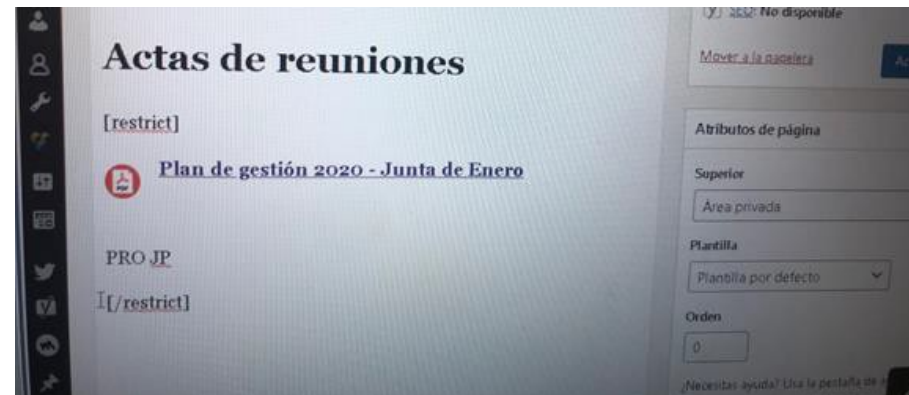 Actas de reuniones
[restrict]
PDF
Plan de gestión 2020 - Junta de Enero
PRO JP
[/restrict]
SEO: No disponible
Mover a la papelera
Atributos de página
Superior
Área privada
Plantilla
Plantilla por defecto
Orden
0
¿Necesitas ayuda? Usa la pestaña de